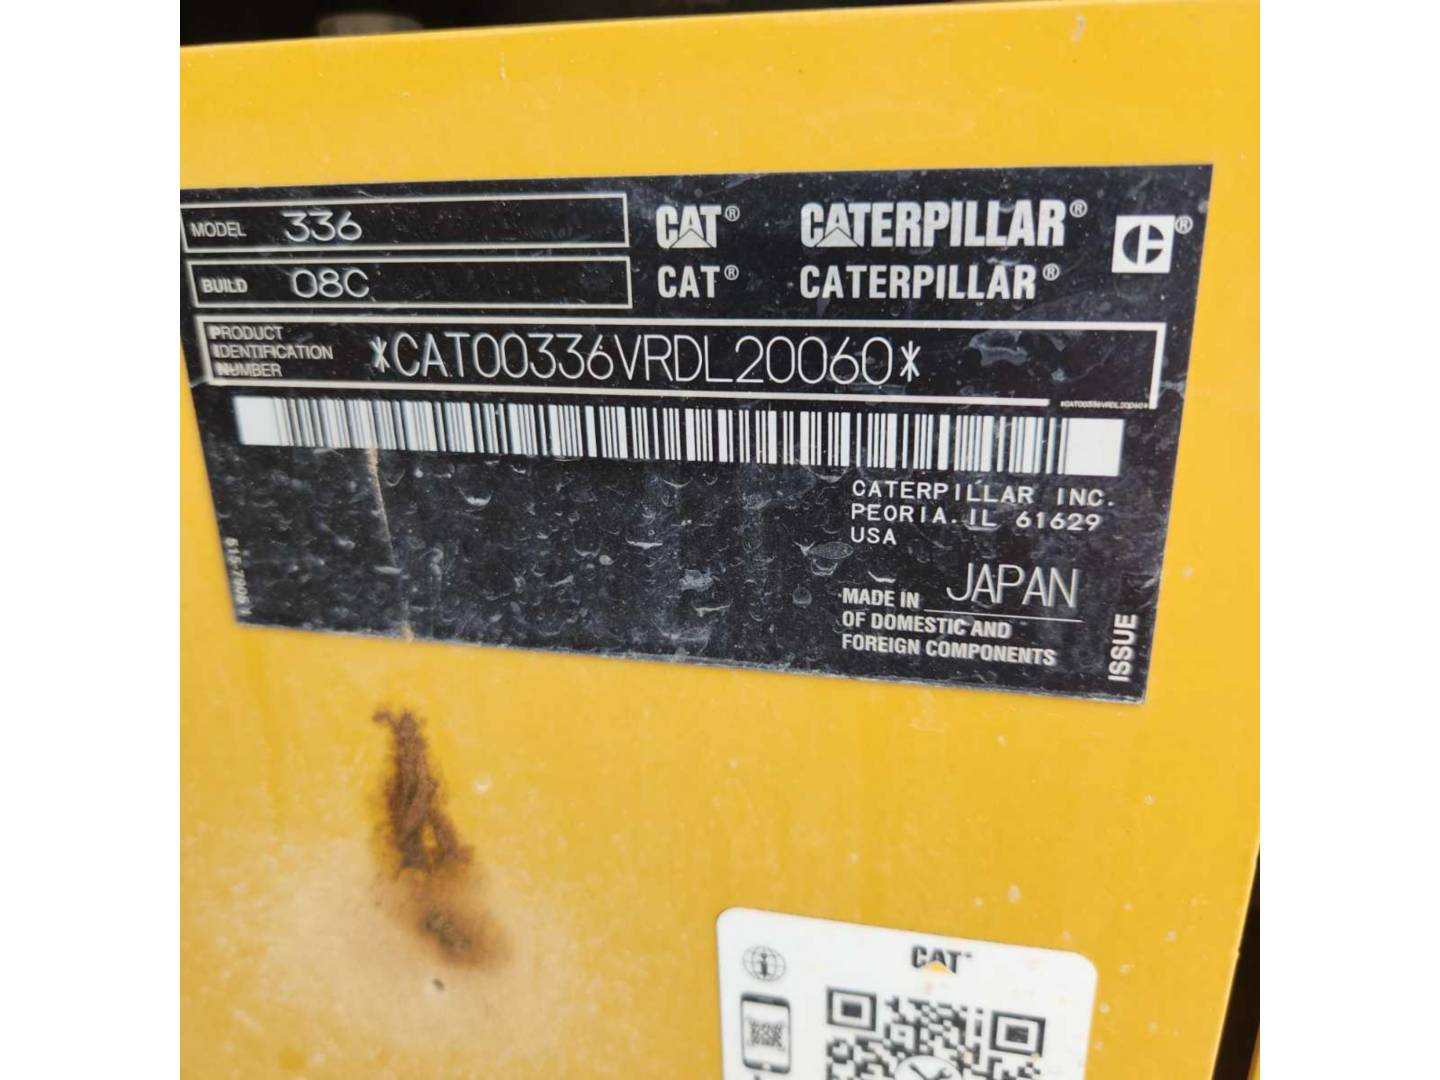 MODEL 336
CAT® CATERPILLAR®
BUILD 08C
CAT® CATERPILLAR®
PRODUCT
IDENTIFICATION
NUMBER
*CAT00336VRDL20060*
*CAT00336VRDL20060*
CATERPILLAR INC.
PEORIA, IL 61629
USA
MADE IN JAPAN
OF DOMESTIC AND
FOREIGN COMPONENTS
ISSUE
CAT